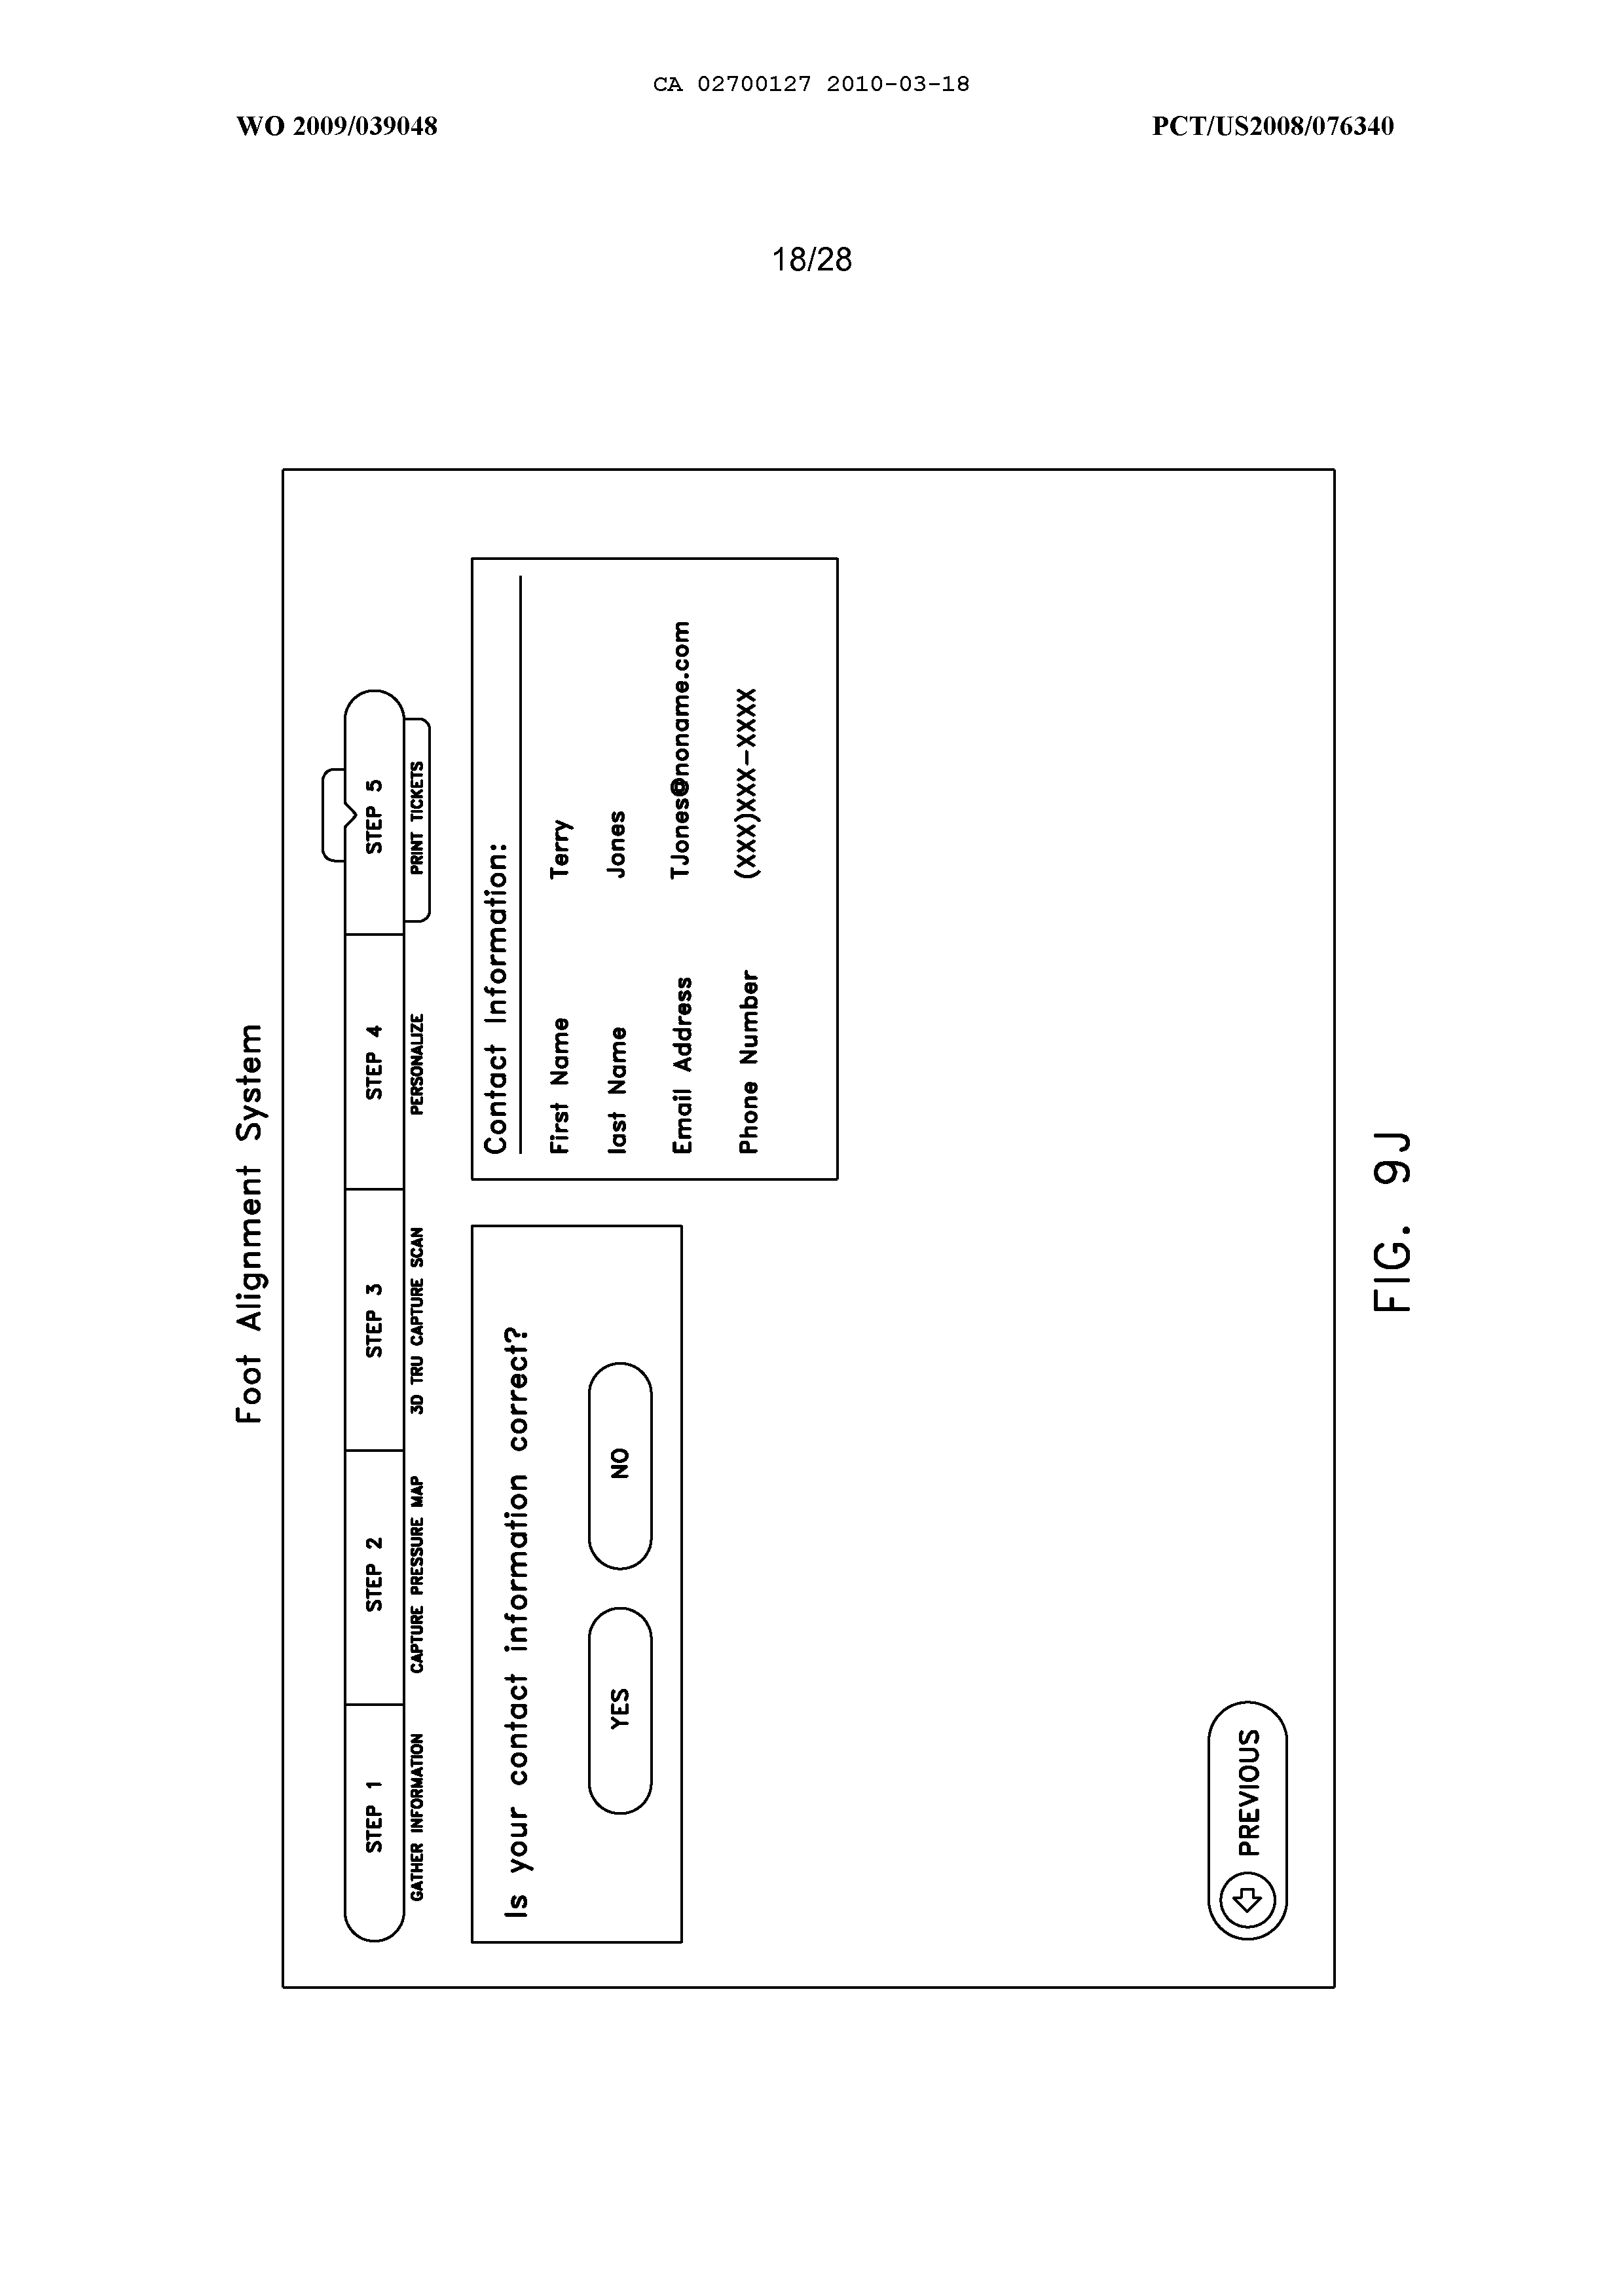 CA 02700127 2010-03-18
WO 2009/039048
PCT/US2008/076340
18/28
Foot Alignment System
STEP 1
STEP 2
STEP 3
STEP 4
STEP 5
GATHER INFORMATION
CAPTURE PRESSURE MAP
3D TRU CAPTURE SCAN
PERSONALIZE
PRINT TICKETS
Is your contact information correct?
YES
NO
Contact Information:
First Name Terry
last Name Jones
Email Address TJones@noname.com
Phone Number (XXX)XXX-XXXX
PREVIOUS
FIG. 9J